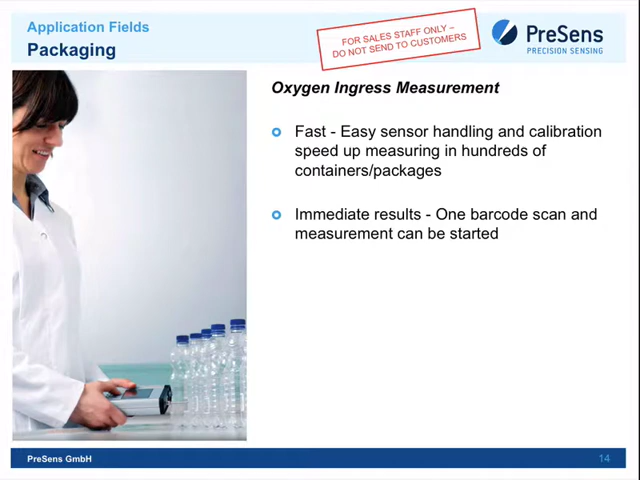 Application Fields
Packaging
FOR SALES STAFF ONLY –
DO NOT SEND TO CUSTOMERS
PreSens
PRECISION SENSING
Oxygen Ingress Measurement
Fast - Easy sensor handling and calibration
speed up measuring in hundreds of
containers/packages
Immediate results - One barcode scan and
measurement can be started
PreSens GmbH
14